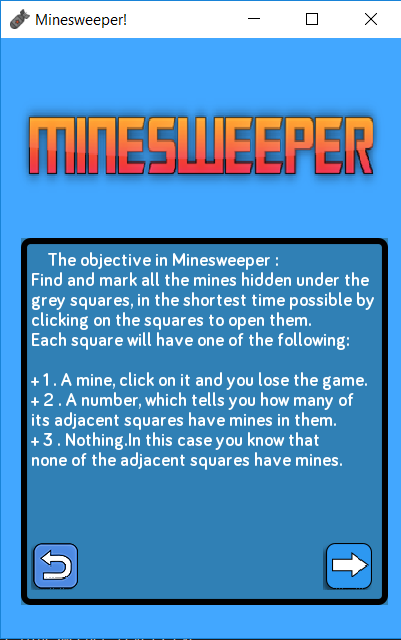 Minesweeper!
MINESWEEPER
The objective in Minesweeper :
Find and mark all the mines hidden under the
grey squares, in the shortest time possible by
clicking on the squares to open them.
Each square will have one of the following:
+ 1 . A mine, click on it and you lose the game.
+ 2 . A number, which tells you how many of
its adjacent squares have mines in them.
+ 3 . Nothing.In this case you know that
none of the adjacent squares have mines.